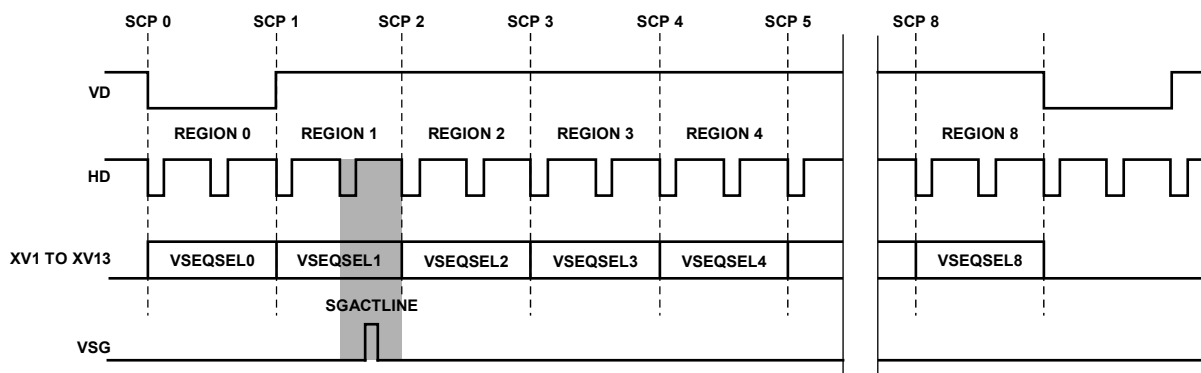 SCP 0 SCP 1 SCP 2 SCP 3 SCP 4 SCP 5 SCP 8
VD
REGION 0 REGION 1 REGION 2 REGION 3 REGION 4 REGION 8
HD
XV1 TO XV13 VSEQSEL0 VSEQSEL1 VSEQSEL2 VSEQSEL3 VSEQSEL4 VSEQSEL8
SGACTLINE
VSG